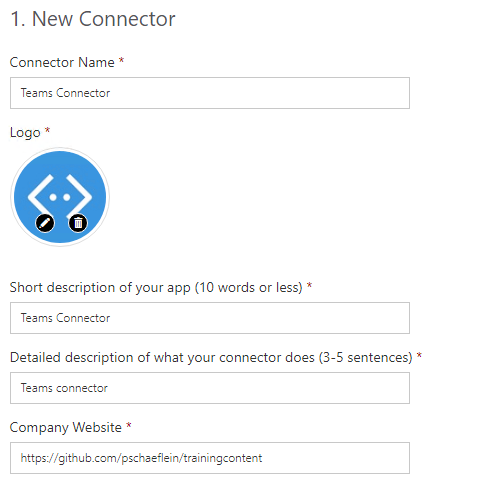 1. New Connector
Connector Name *
Teams Connector
Logo *
Short description of your app (10 words or less) *
Teams Connector
Detailed description of what your connector does (3-5 sentences) *
Teams connector
Company Website *
https://github.com/pschaeflein/trainingcontent